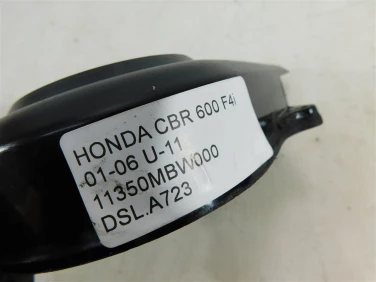 HONDA CBR 600 F4i
01-06 U-11
11350MBW000
DSL.A723